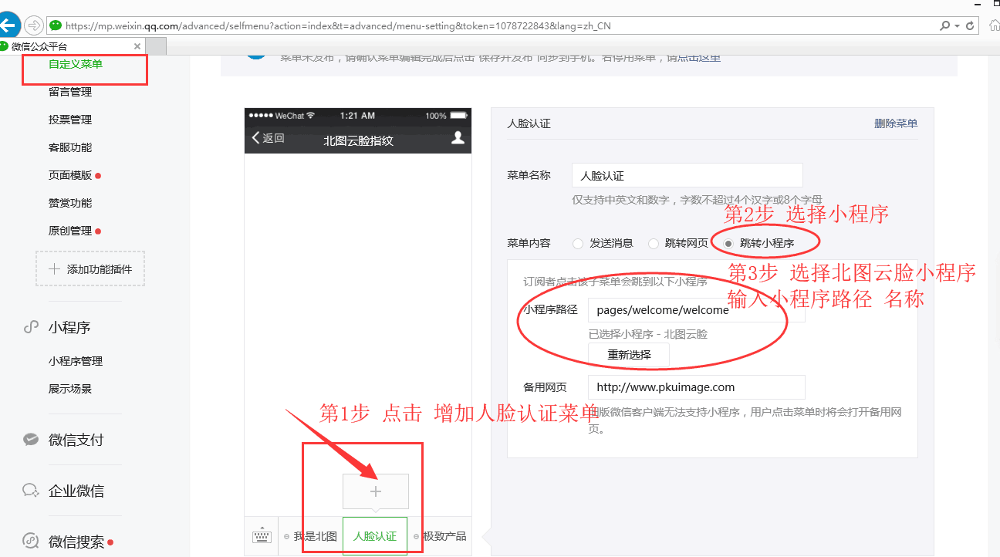 https://mp.weixin.qq.com/advanced/selfmenu?action=index&t=advanced/menu-setting&token=1078722843&lang=zh_CN
微信公众平台
自定义菜单
留言管理
投票管理
客服功能
页面模版
赞赏功能
原创管理
添加功能插件
小程序
小程序管理
展示场景
微信支付
企业微信
微信搜索
菜单未发布，请确认菜单编辑完成后点击"保存并发布"同步到手机。若停用菜单，请点击这里
WeChat 1:21 AM 100%
返回 北图云脸指纹
第1步 点击 增加人脸认证菜单
我是北图 人脸认证 极致产品
人脸认证 删除菜单
菜单名称 人脸认证
仅支持中英文和数字，字数不超过4个汉字或8个字母
第2步 选择小程序
菜单内容 发送消息 跳转网页 跳转小程序
第3步 选择北图云脸小程序
输入小程序路径 名称
订阅者点击该子菜单会跳到以下小程序
小程序路径 pages/welcome/welcome
已选择小程序 - 北图云脸
重新选择
备用网页 http://www.pkuimage.com
旧版微信客户端无法支持小程序，用户点击菜单时将会打开备用网
页。